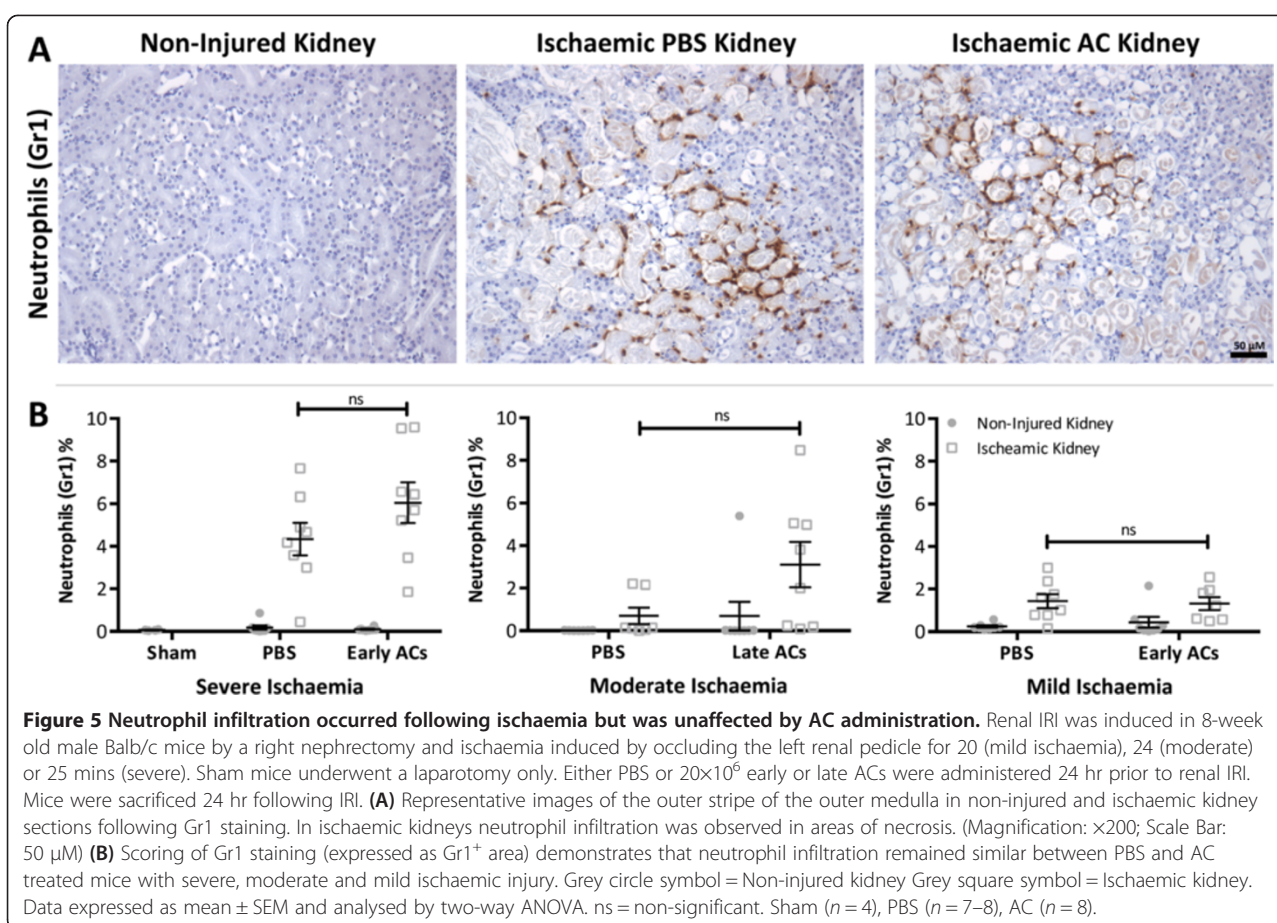 A
Non-Injured Kidney
Ischaemic PBS Kidney
Ischaemic AC Kidney
Neutrophils (Gr1)
50 µM
B
Neutrophils (Gr1) %
10
8
6
4
2
0
ns
Sham
PBS
Early ACs
Severe Ischaemia
Neutrophils (Gr1) %
10
8
6
4
2
0
ns
PBS
Late ACs
Moderate Ischaemia
Neutrophils (Gr1) %
10
8
6
4
2
0
Non-Injured Kidney
Ischeamic Kidney
ns
PBS
Early ACs
Mild Ischaemia
Figure 5 Neutrophil infiltration occurred following ischaemia but was unaffected by AC administration. Renal IRI was induced in 8-week
old male Balb/c mice by a right nephrectomy and ischaemia induced by occluding the left renal pedicle for 20 (mild ischaemia), 24 (moderate)
or 25 mins (severe). Sham mice underwent a laparotomy only. Either PBS or 20×10⁶ early or late ACs were administered 24 hr prior to renal IRI.
Mice were sacrificed 24 hr following IRI. (A) Representative images of the outer stripe of the outer medulla in non-injured and ischaemic kidney
sections following Gr1 staining. In ischaemic kidneys neutrophil infiltration was observed in areas of necrosis. (Magnification: ×200; Scale Bar:
50 µM) (B) Scoring of Gr1 staining (expressed as Gr1⁺ area) demonstrates that neutrophil infiltration remained similar between PBS and AC
treated mice with severe, moderate and mild ischaemic injury. Grey circle symbol = Non-injured kidney Grey square symbol = Ischaemic kidney.
Data expressed as mean ± SEM and analysed by two-way ANOVA. ns = non-significant. Sham (n = 4), PBS (n = 7–8), AC (n = 8).